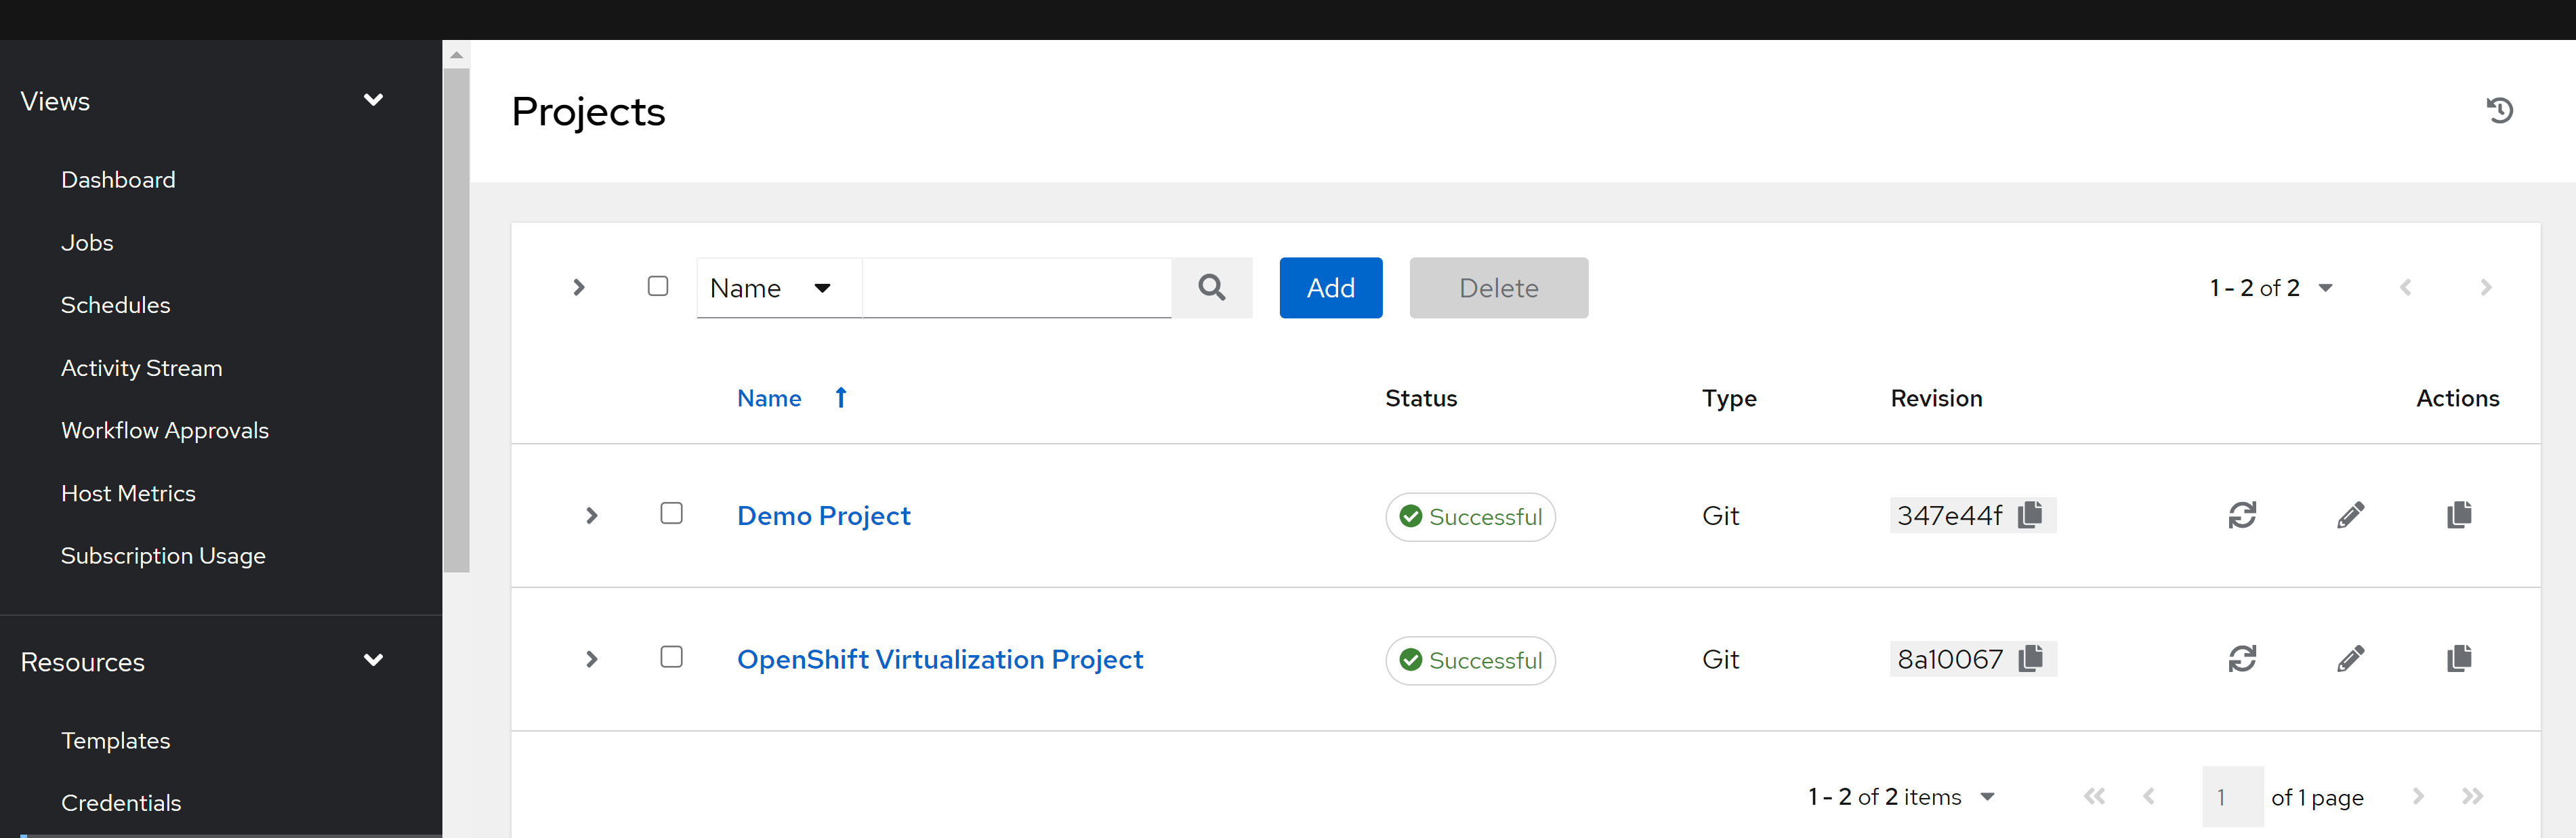 Views
Dashboard
Jobs
Schedules
Activity Stream
Workflow Approvals
Host Metrics
Subscription Usage
Resources
Templates
Credentials
Projects
Name
Add
Delete
1 - 2 of 2
Name Status Type Revision Actions
Demo Project Successful Git 347e44f
OpenShift Virtualization Project Successful Git 8a10067
1 - 2 of 2 items 1 of 1 page